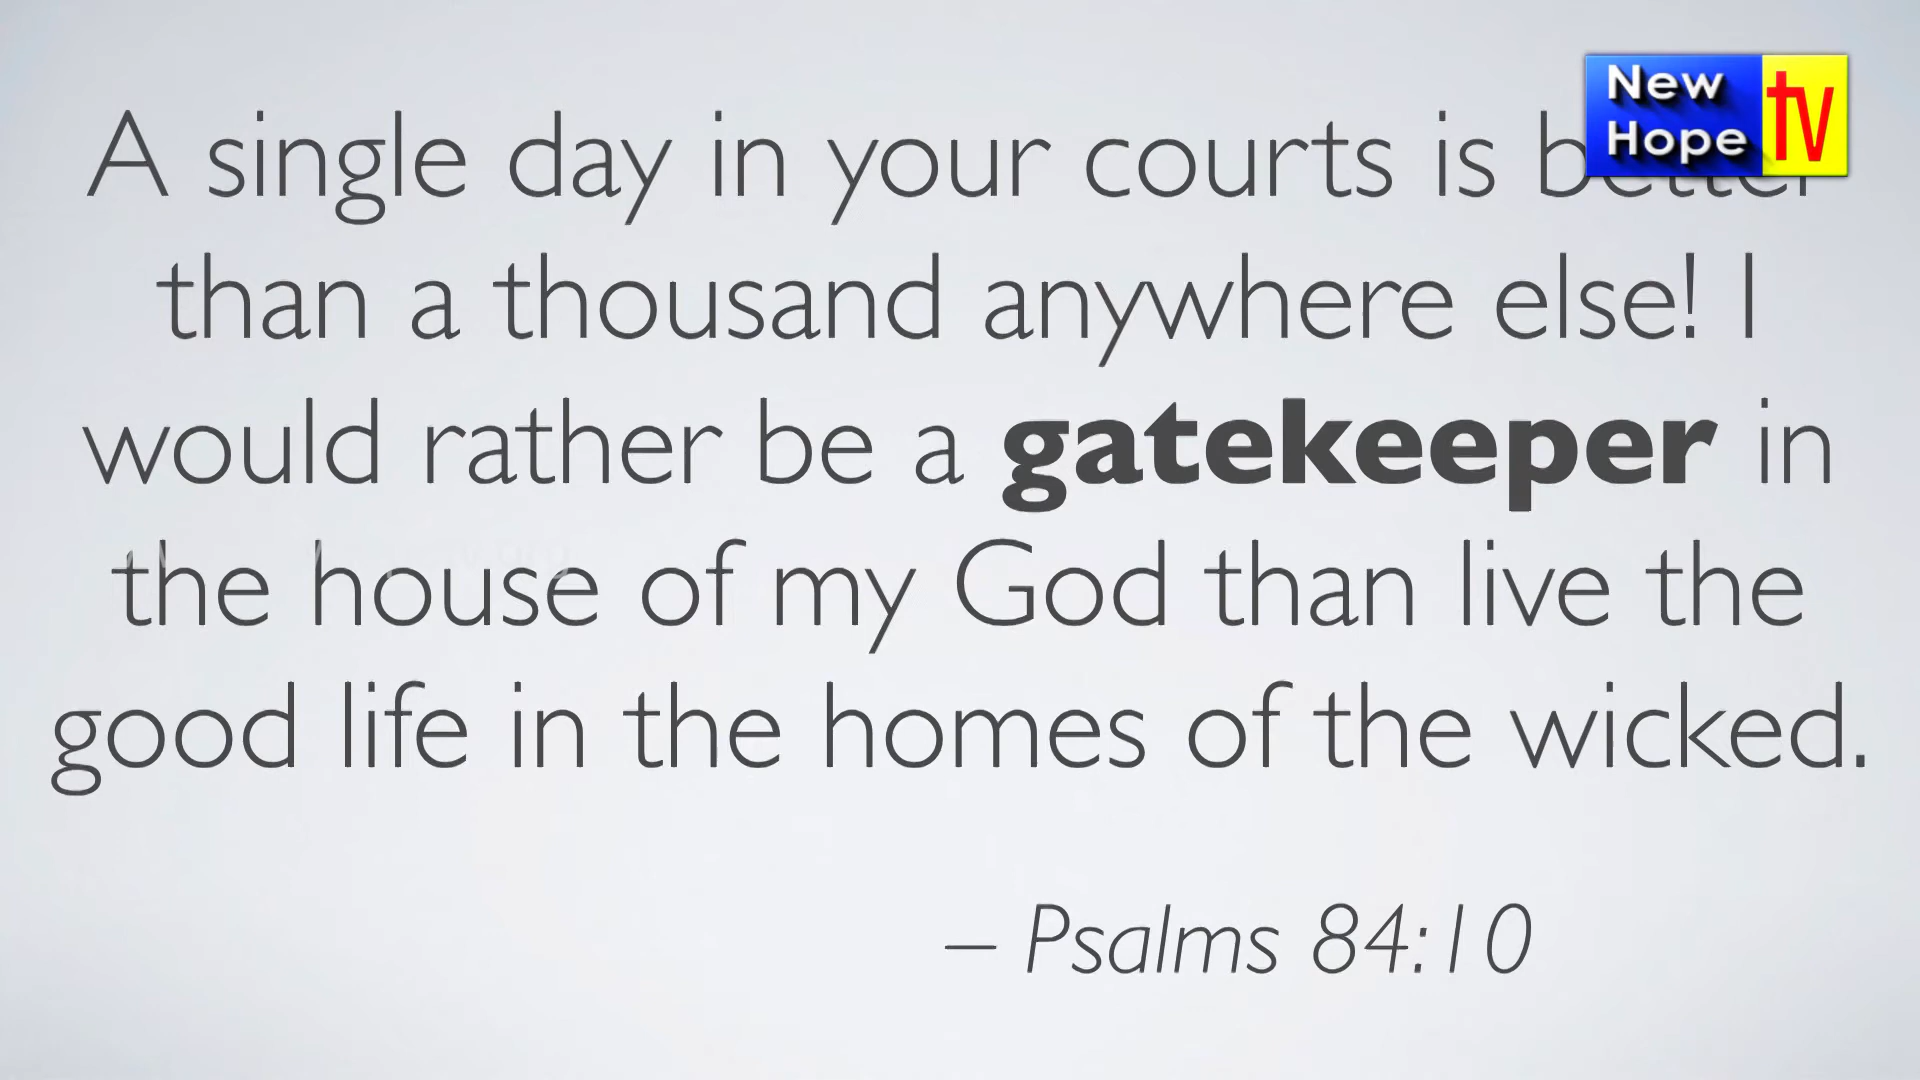 A single day in your courts is better
than a thousand anywhere else! I
would rather be a gatekeeper in
the house of my God than live the
good life in the homes of the wicked.
– Psalms 84:10
New
Hope
tv